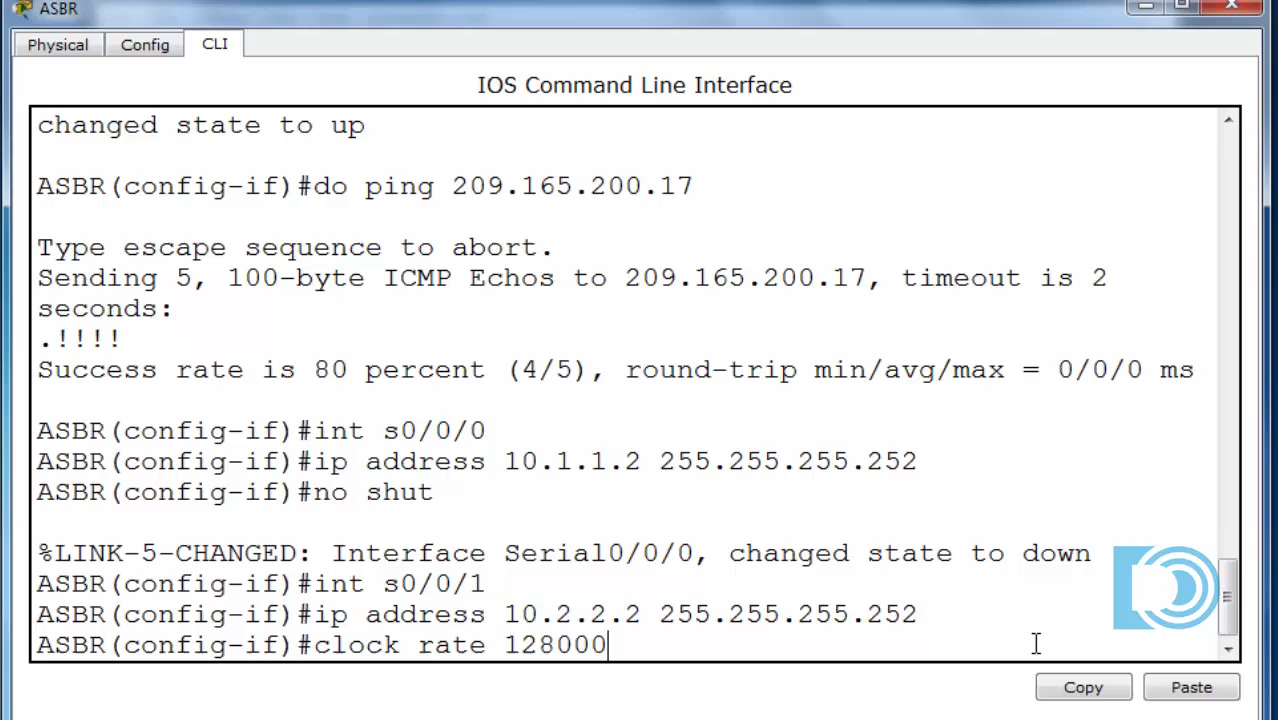 ASBR
Physical
Config
CLI
IOS Command Line Interface
changed state to up
ASBR(config-if)#do ping 209.165.200.17
Type escape sequence to abort.
Sending 5, 100-byte ICMP Echos to 209.165.200.17, timeout is 2
seconds:
.!!!!
Success rate is 80 percent (4/5), round-trip min/avg/max = 0/0/0 ms
ASBR(config-if)#int s0/0/0
ASBR(config-if)#ip address 10.1.1.2 255.255.255.252
ASBR(config-if)#no shut
%LINK-5-CHANGED: Interface Serial0/0/0, changed state to down
ASBR(config-if)#int s0/0/1
ASBR(config-if)#ip address 10.2.2.2 255.255.255.252
ASBR(config-if)#clock rate 128000
Copy
Paste